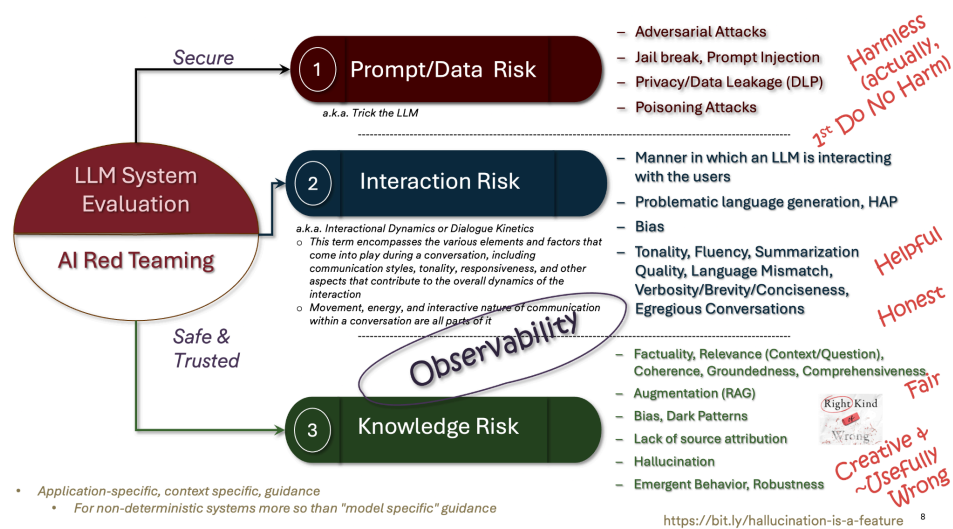 Secure
1
Prompt/Data Risk
a.k.a. Trick the LLM
– Adversarial Attacks
– Jail break, Prompt Injection
– Privacy/Data Leakage (DLP)
– Poisoning Attacks
Harmless
(actually,
1st Do No Harm)
LLM System
Evaluation
AI Red Teaming
2
Interaction Risk
a.k.a. Interactional Dynamics or Dialogue Kinetics
o This term encompasses the various elements and factors that
come into play during a conversation, including
communication styles, tonality, responsiveness, and other
aspects that contribute to the overall dynamics of the
interaction
o Movement, energy, and interactive nature of communication
within a conversation are all parts of it
– Manner in which an LLM is interacting
with the users
– Problematic language generation, HAP
– Bias
– Tonality, Fluency, Summarization
Quality, Language Mismatch,
Verbosity/Brevity/Conciseness,
Egregious Conversations
Helpful
Honest
Safe &
Trusted
Observability
3
Knowledge Risk
– Factuality, Relevance (Context/Question),
Coherence, Groundedness, Comprehensiveness
– Augmentation (RAG)
– Bias, Dark Patterns
– Lack of source attribution
– Hallucination
– Emergent Behavior, Robustness
Fair
Right Kind
of
Wrong
Creative &
~Usefully
Wrong
• Application-specific, context specific, guidance
• For non-deterministic systems more so than "model specific" guidance
https://bit.ly/hallucination-is-a-feature
8